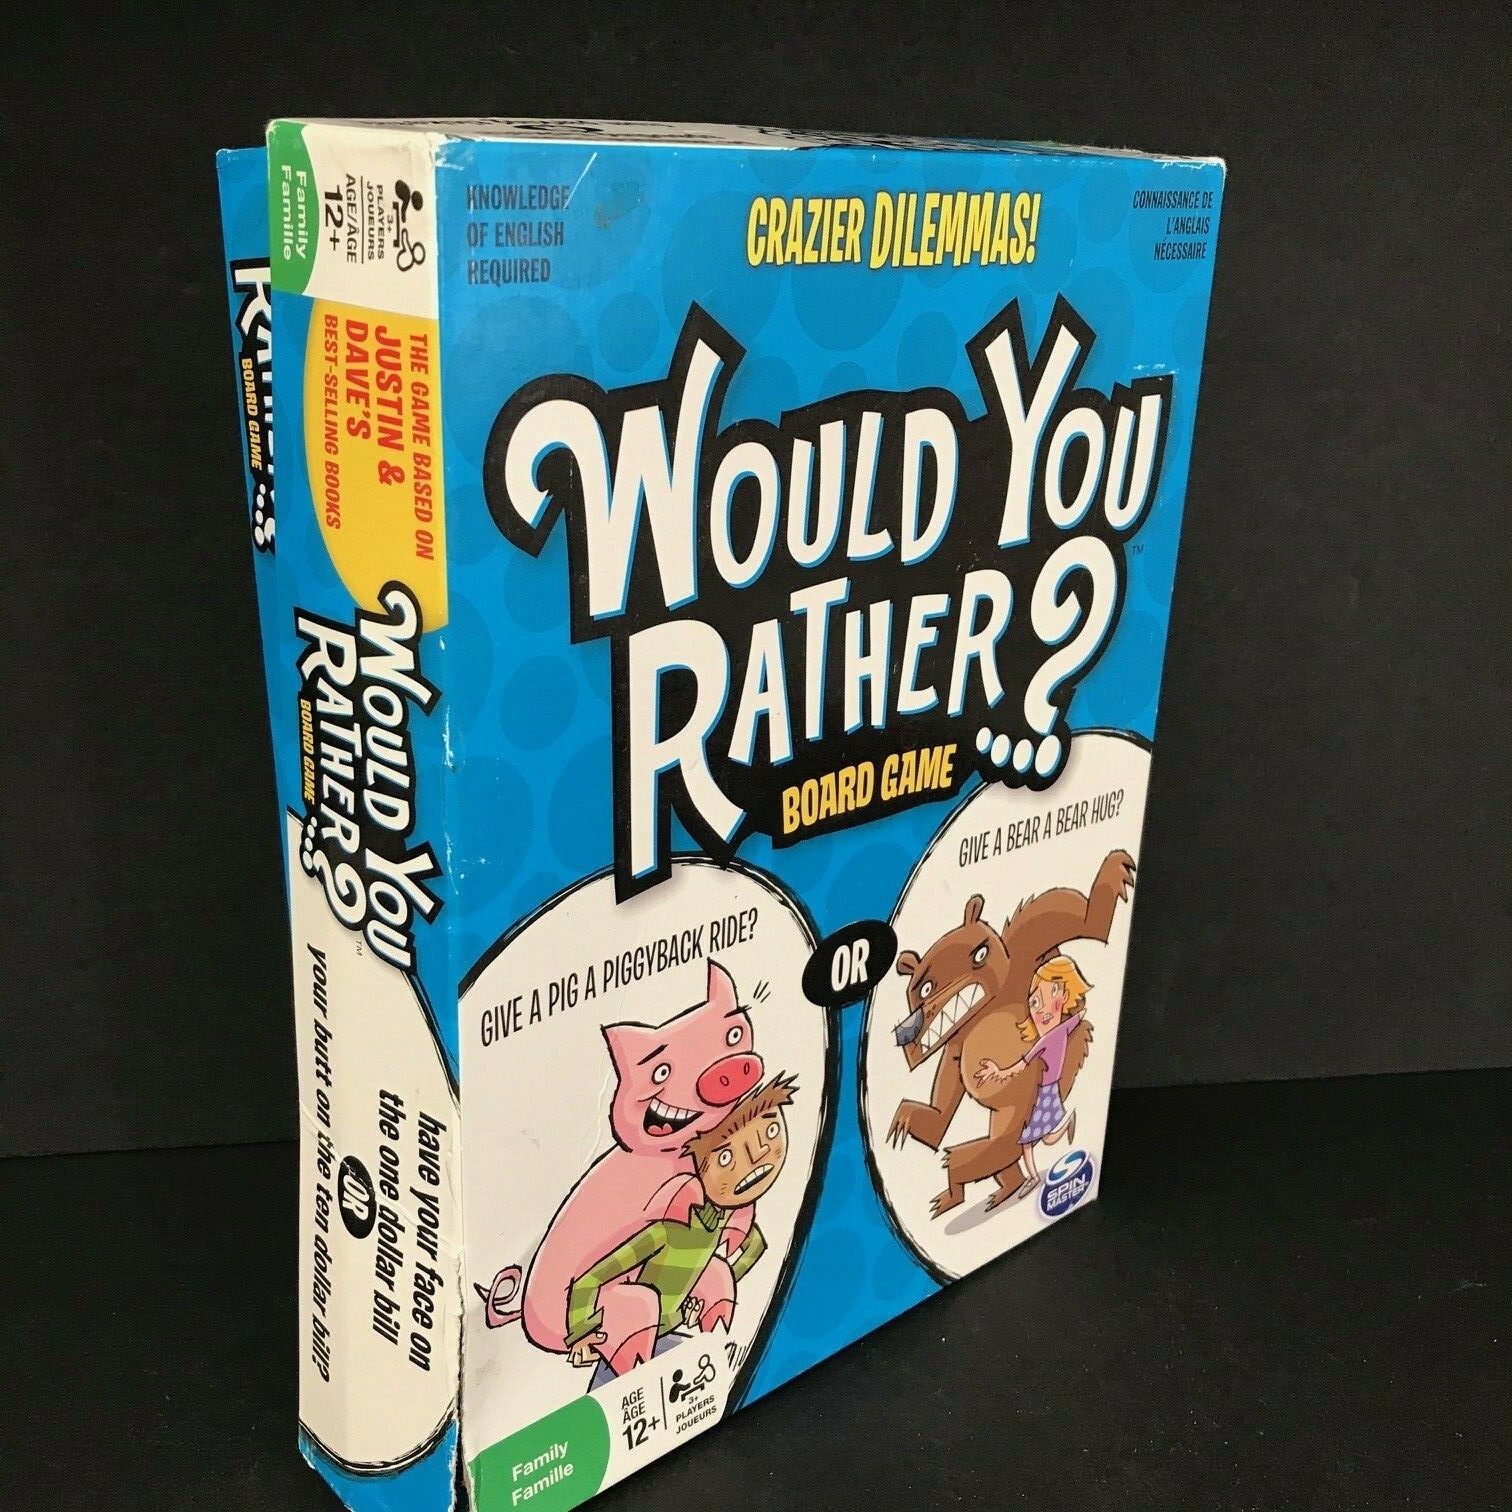 KNOWLEDGE
OF ENGLISH
REQUIRED
CRAZIER DILEMMAS!
CONNAISSANCE DE
L'ANGLAIS
NÉCESSAIRE
WOULD YOU
RATHER...?
™
BOARD GAME
GIVE A PIG A PIGGYBACK RIDE?
OR
GIVE A BEAR A BEAR HUG?
SPIN
MASTER
Family
Famille
AGE
ÂGE
12+
3+
PLAYERS
JOUEURS
Family
Famille
3+
PLAYERS
JOUEURS
AGE/ÂGE
12+
THE GAME BASED ON
JUSTIN &
DAVE'S
BEST-SELLING BOOKS
WOULD YOU
RATHER...?
™
BOARD GAME
have your face on
the one dollar bill
OR
your butt on the ten dollar bill?
BOARD GAME